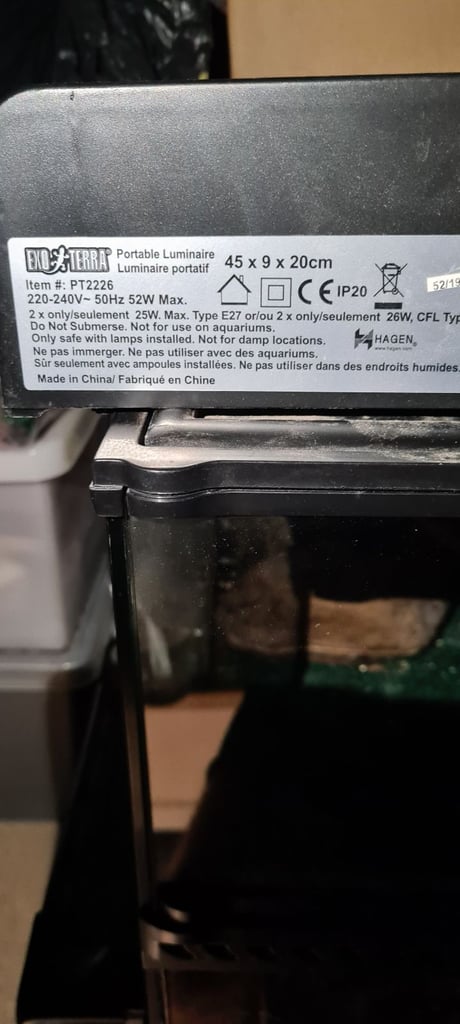 EXO TERRA® Portable Luminaire
Luminaire portatif
45 x 9 x 20cm
Item #: PT2226
220-240V~ 50Hz 52W Max.
CE IP20
52/19
2 x only/seulement 25W. Max. Type E27 or/ou 2 x only/seulement 26W, CFL Typ
Do Not Submerse. Not for use on aquariums.
Only safe with lamps installed. Not for damp locations.
HAGEN®
www.hagen.com
Ne pas immerger. Ne pas utiliser avec des aquariums.
Sûr seulement avec ampoules installées. Ne pas utiliser dans des endroits humides.
Made in China/ Fabriqué en Chine